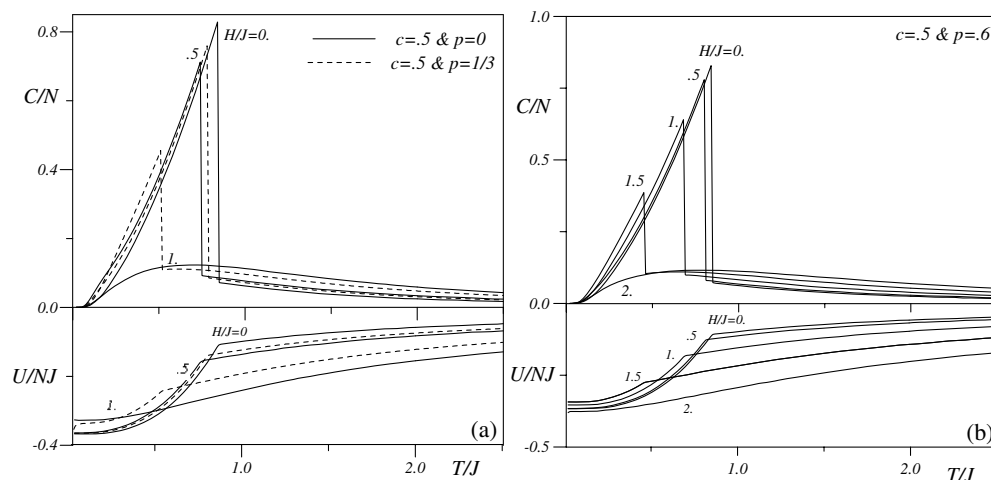 0.8
C/N
0.4
0.0
.5
H/J=0.
c=.5 & p=0
c=.5 & p=1/3
1.
H/J=0
.5
1.
U/NJ
-0.4
(a)
1.0
2.0
T/J
1.0
C/N
0.5
0.0
c=.5 & p=.6
H/J=0.
.5
1.
1.5
2.
H/J=0.
.5
1.
1.5
2.
U/NJ
-0.5
(b)
1.0
2.0
T/J